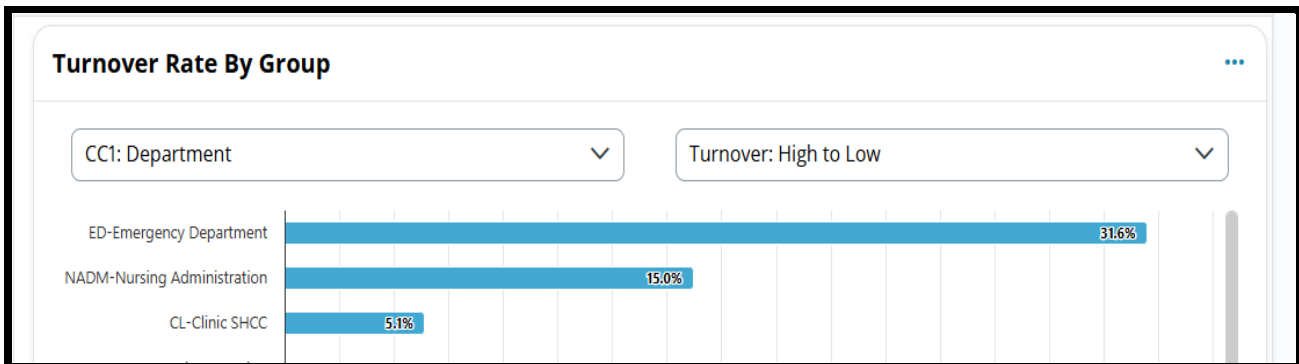 Turnover Rate By Group
CC1: Department
Turnover: High to Low
ED-Emergency Department
31.6%
NADM-Nursing Administration
15.0%
CL-Clinic SHCC
5.1%